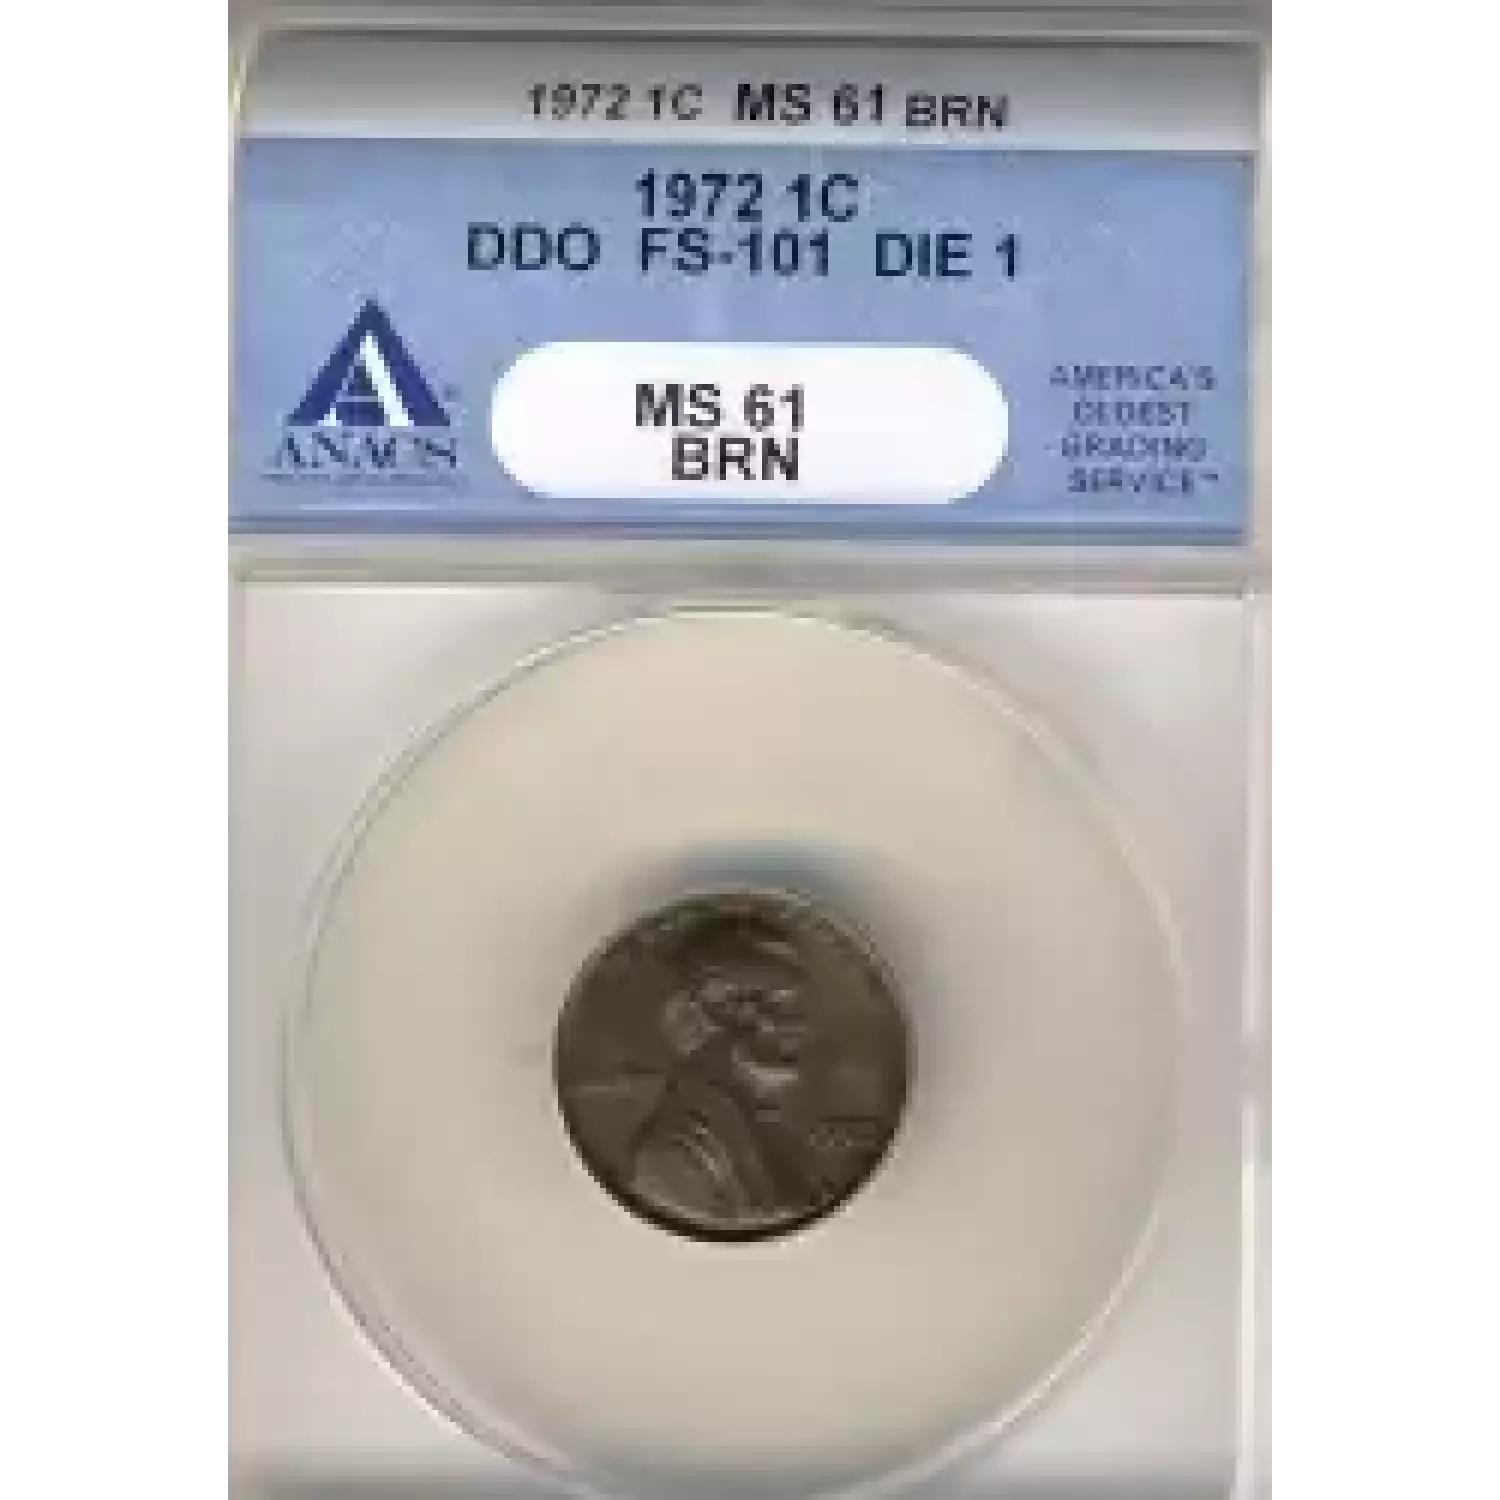 1972 1C MS 61 BRN
1972 1C
DDO FS-101 DIE 1
ANACS
MS 61
BRN
AMERICA'S
OLDEST
GRADING
SERVICE™